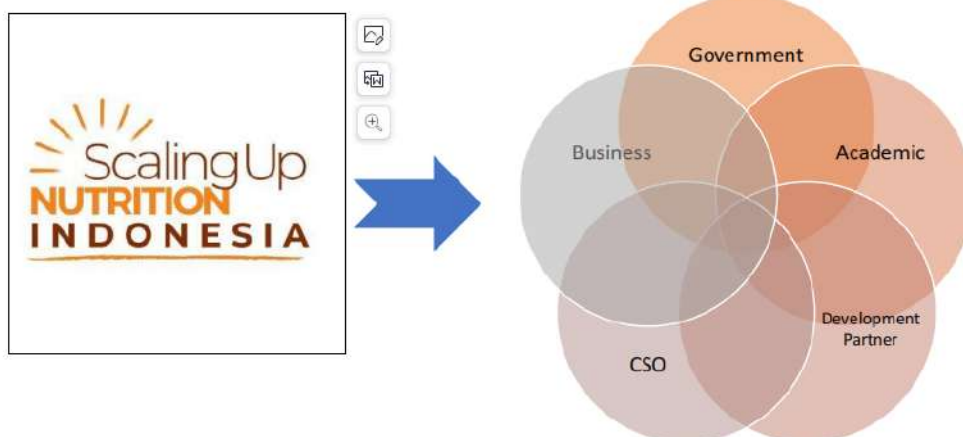 Scaling Up
NUTRITION
INDONESIA
Government
Business
Academic
Development
Partner
CSO